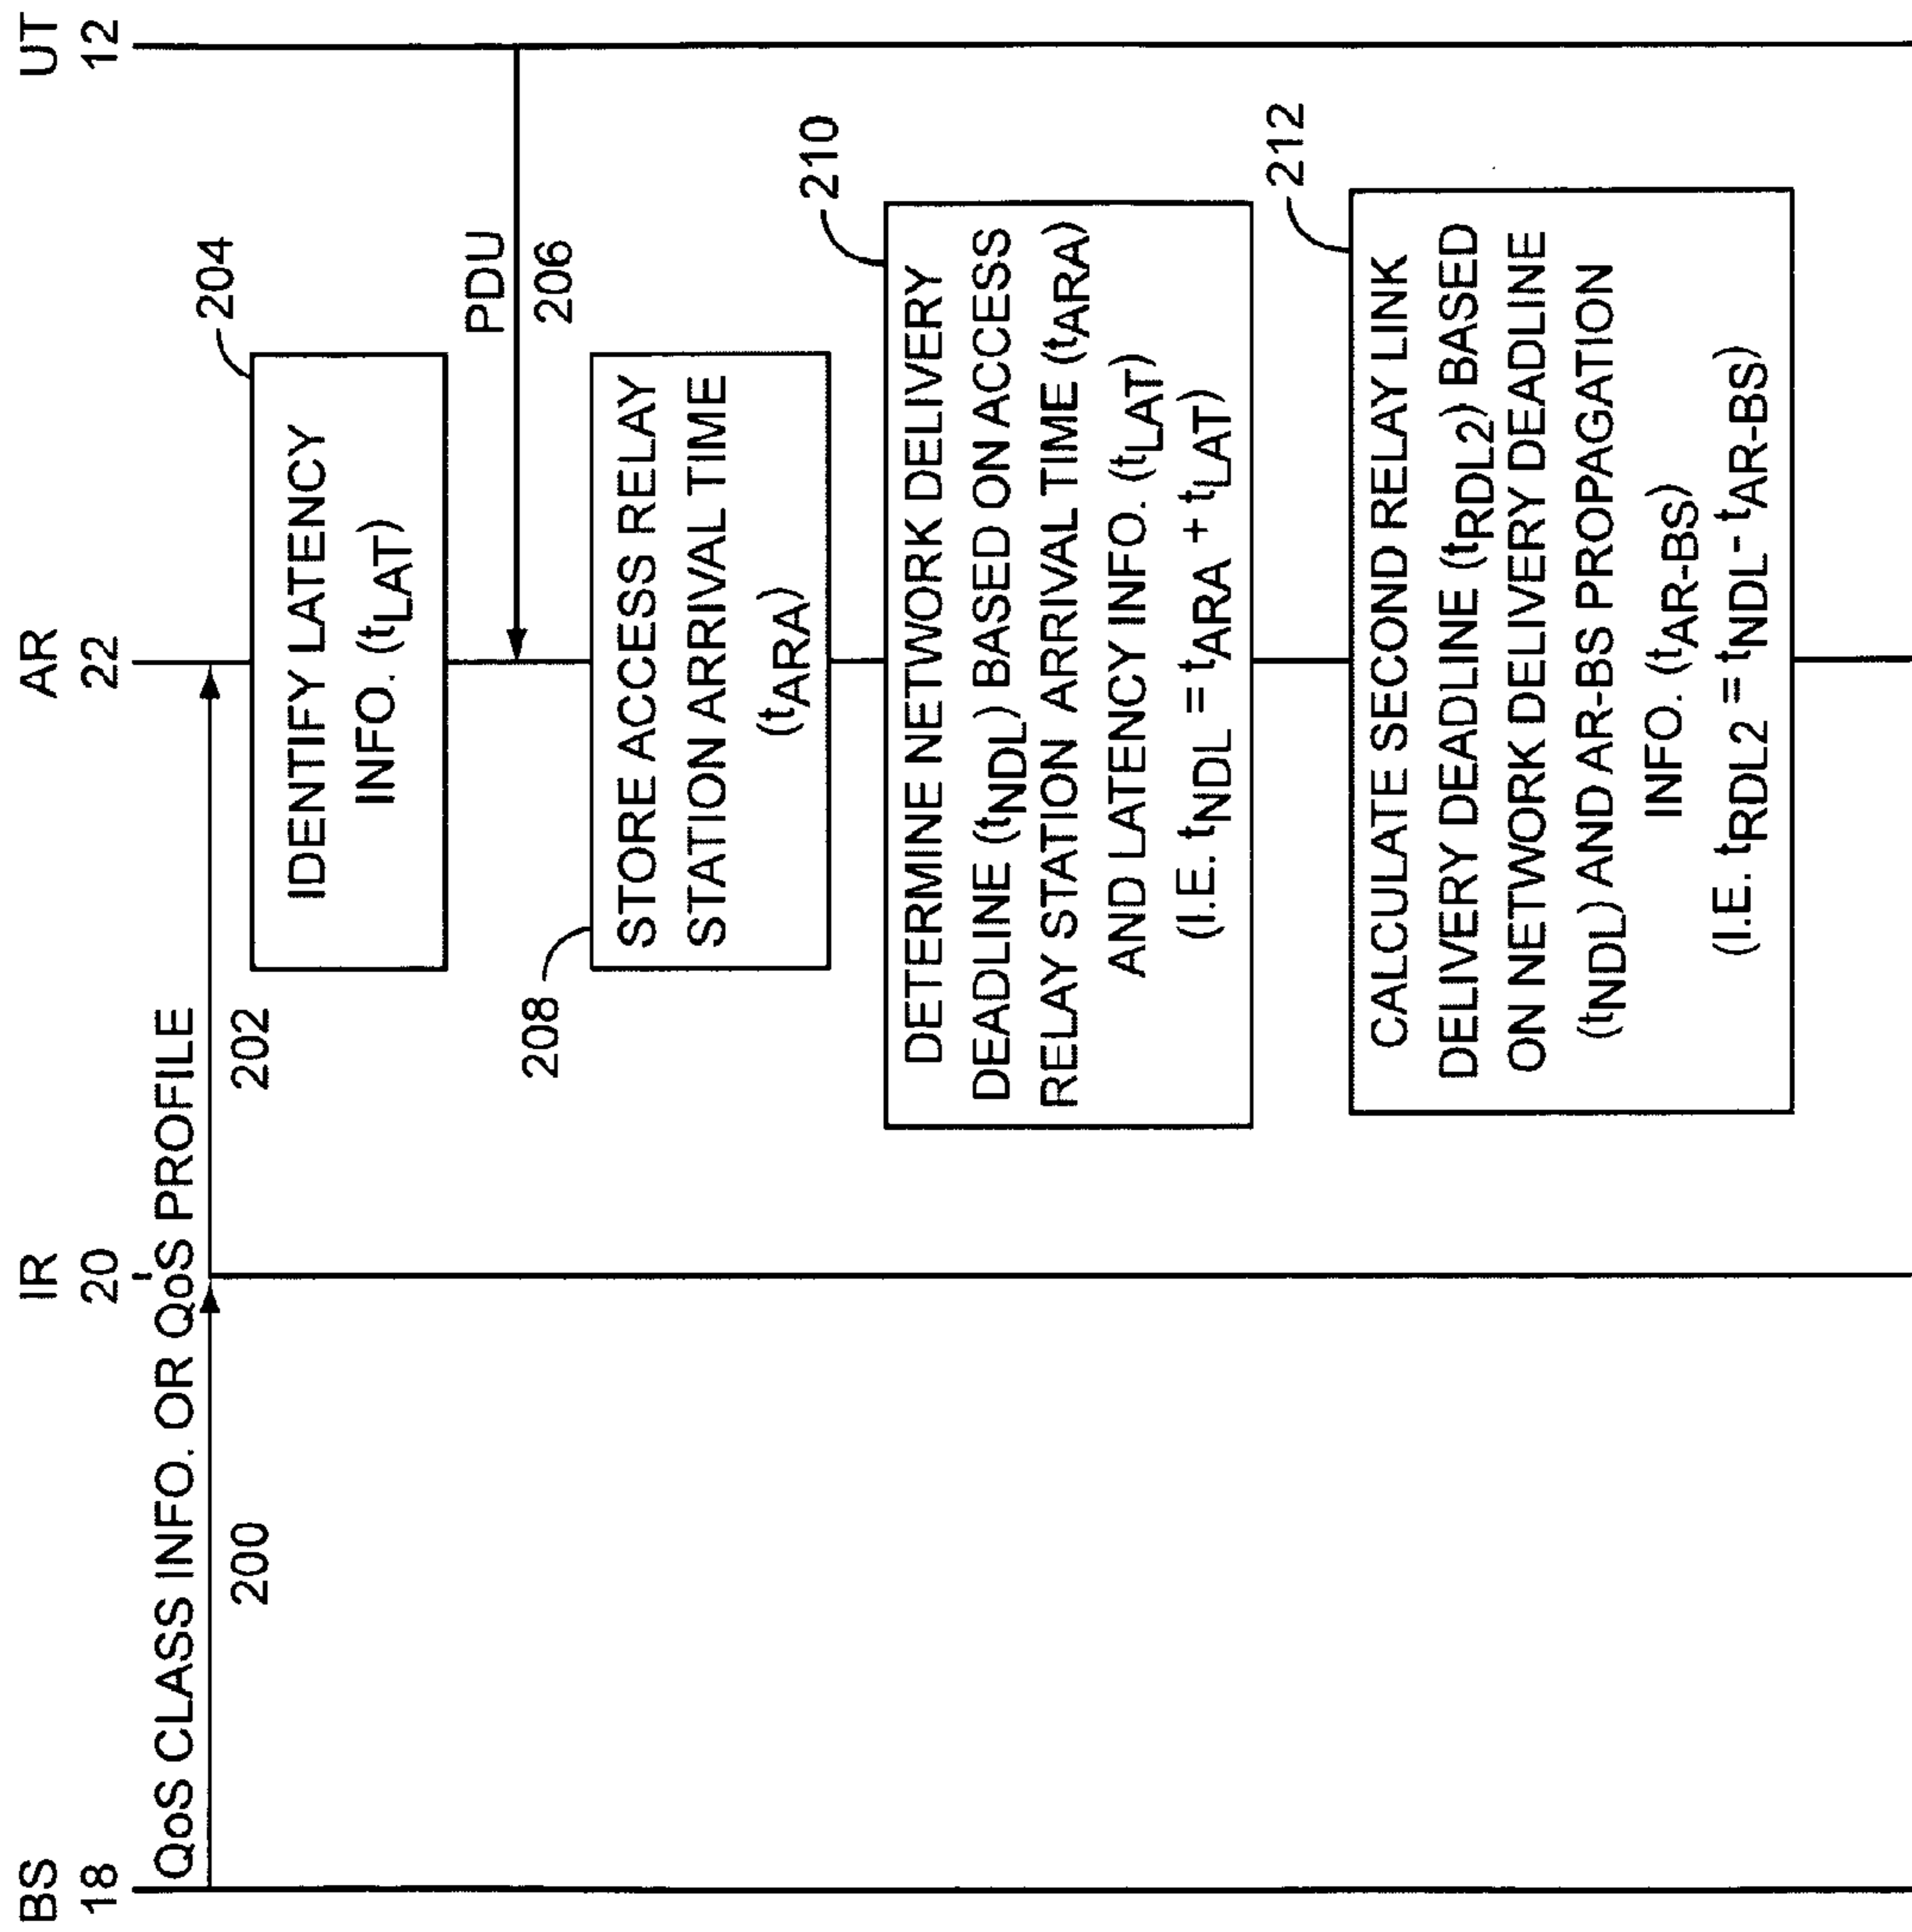 BS
18
IR
20
AR
22
UT
12
QoS CLASS INFO. OR QoS PROFILE
200
202
204
IDENTIFY LATENCY
INFO. (tLAT)
PDU
206
208
STORE ACCESS RELAY
STATION ARRIVAL TIME
(tARA)
210
DETERMINE NETWORK DELIVERY
DEADLINE (tNDL) BASED ON ACCESS
RELAY STATION ARRIVAL TIME (tARA)
AND LATENCY INFO. (tLAT)
(I.E. tNDL = tARA + tLAT)
212
CALCULATE SECOND RELAY LINK
DELIVERY DEADLINE (tRDL2) BASED
ON NETWORK DELIVERY DEADLINE
(tNDL) AND AR-BS PROPAGATION
INFO. (tAR-BS)
(I.E. tRDL2 = tNDL- tAR-BS)